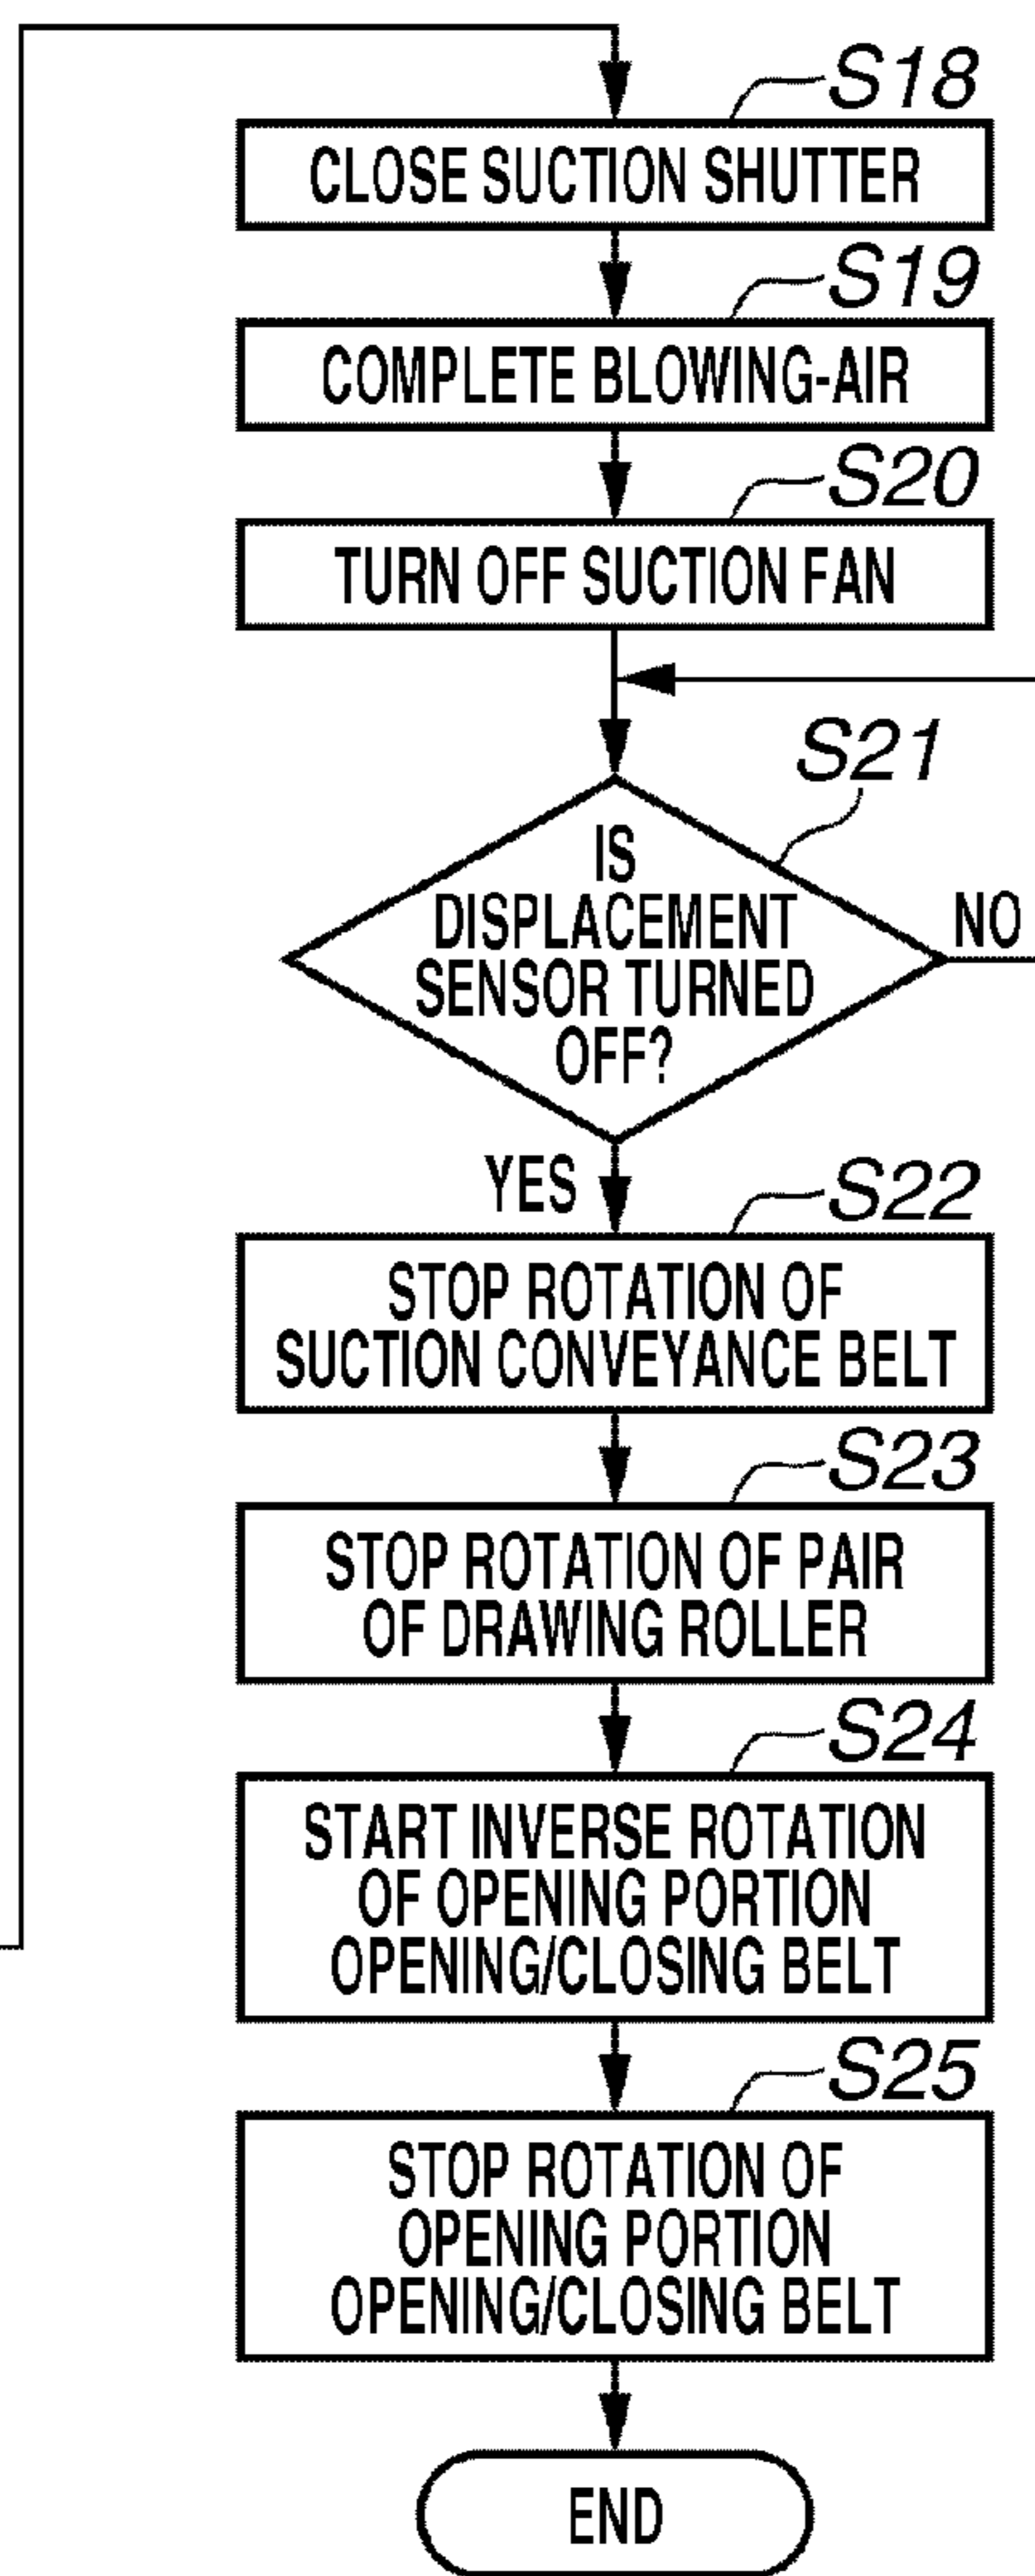 S18
CLOSE SUCTION SHUTTER
S19
COMPLETE BLOWING-AIR
S20
TURN OFF SUCTION FAN
S21
IS
DISPLACEMENT
SENSOR TURNED
OFF?
NO
YES
S22
STOP ROTATION OF
SUCTION CONVEYANCE BELT
S23
STOP ROTATION OF PAIR
OF DRAWING ROLLER
S24
START INVERSE ROTATION
OF OPENING PORTION
OPENING/CLOSING BELT
S25
STOP ROTATION OF
OPENING PORTION
OPENING/CLOSING BELT
END